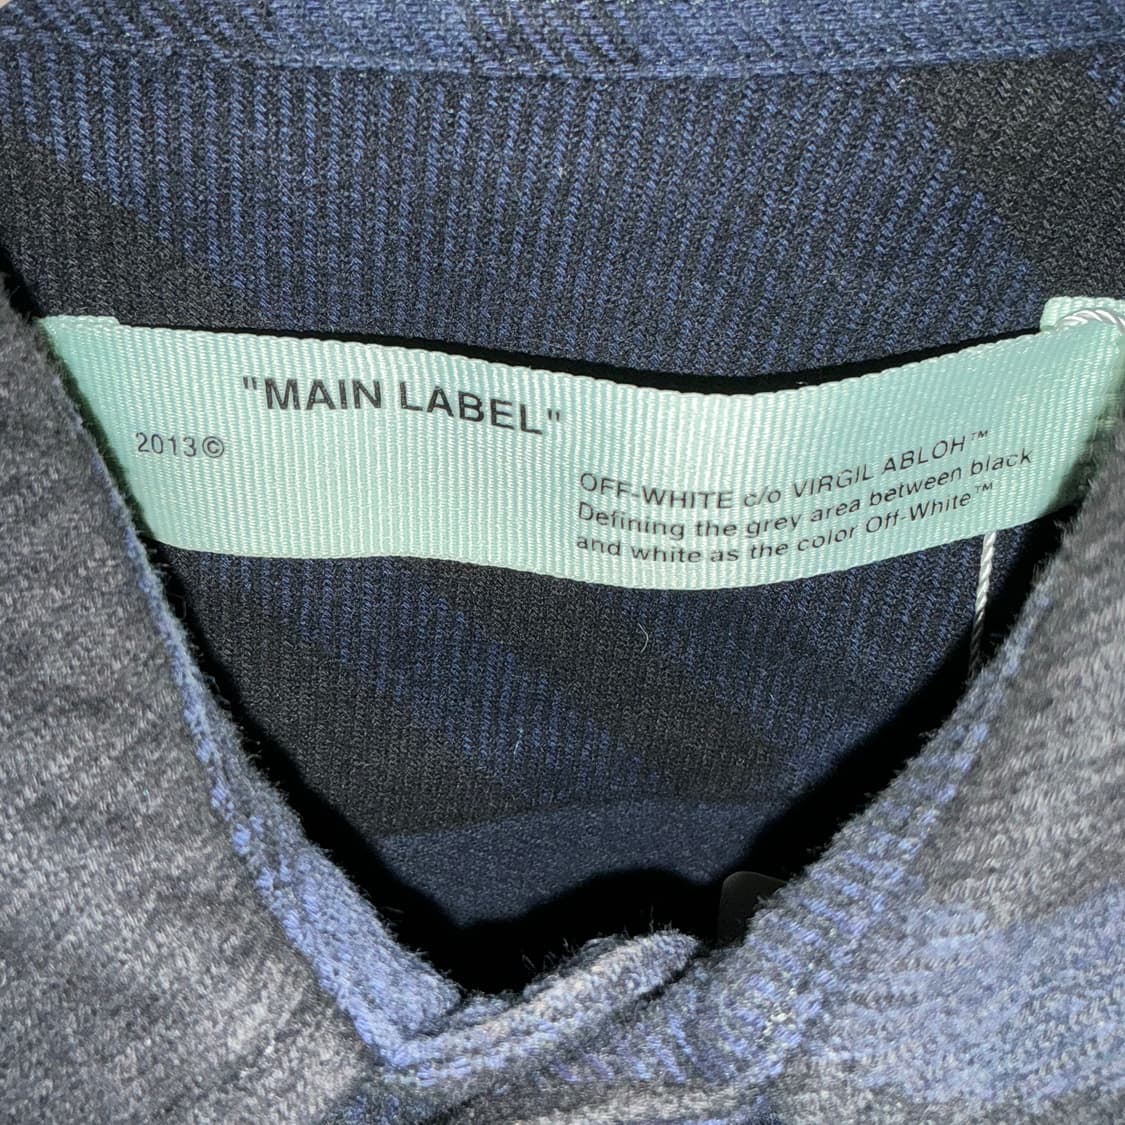 "MAIN LABEL"
2013©
OFF-WHITE c/o VIRGIL ABLOH™
Defining the grey area between black
and white as the color Off-White™